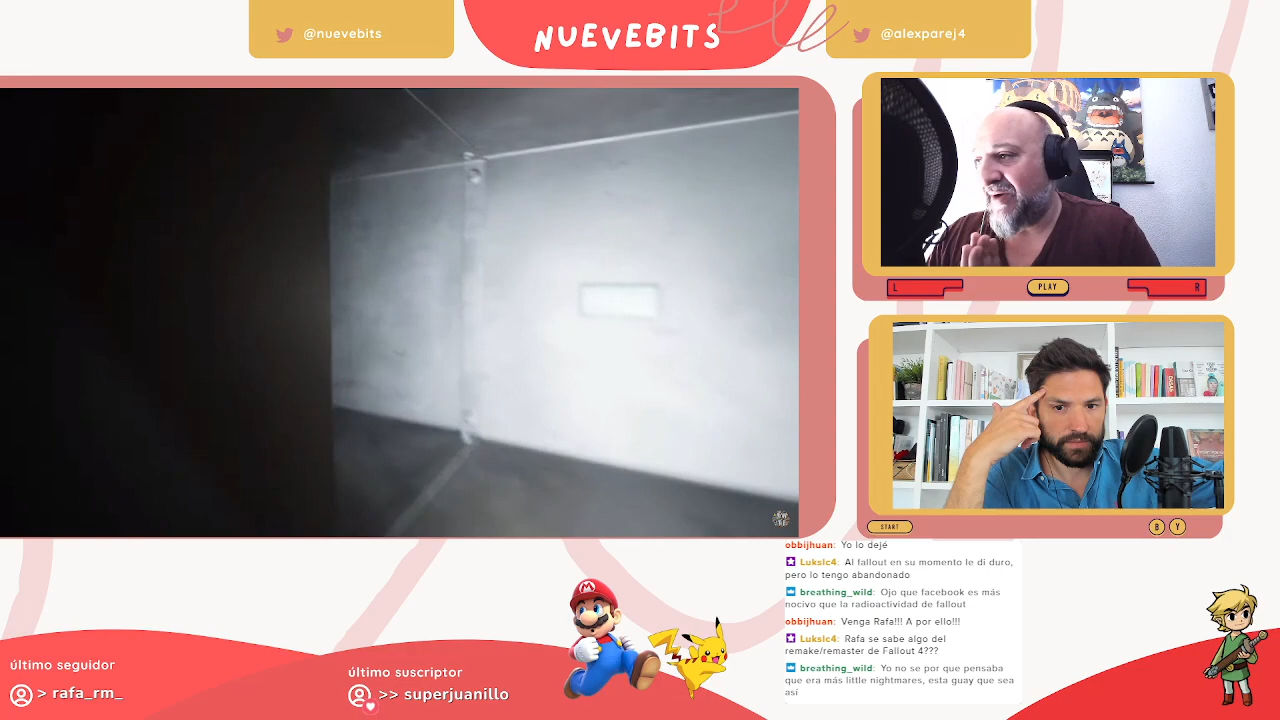 @nuevebits
NUEVEBITS
@alexparej4
L
PLAY
R
START
B
Y
obbijhuan: Yo lo dejé
Lukslc4: Al fallout en su momento le di duro,
pero lo tengo abandonado
breathing_wild: Ojo que facebook es más
nocivo que la radioactividad de fallout
obbijhuan: Venga Rafa!!! A por ello!!!
Lukslc4: Rafa se sabe algo del
remake/remaster de Fallout 4???
breathing_wild: Yo no se por que pensaba
que era más little nightmares, esta guay que sea
así
último seguidor
> rafa_rm_
último suscriptor
>> superjuanillo